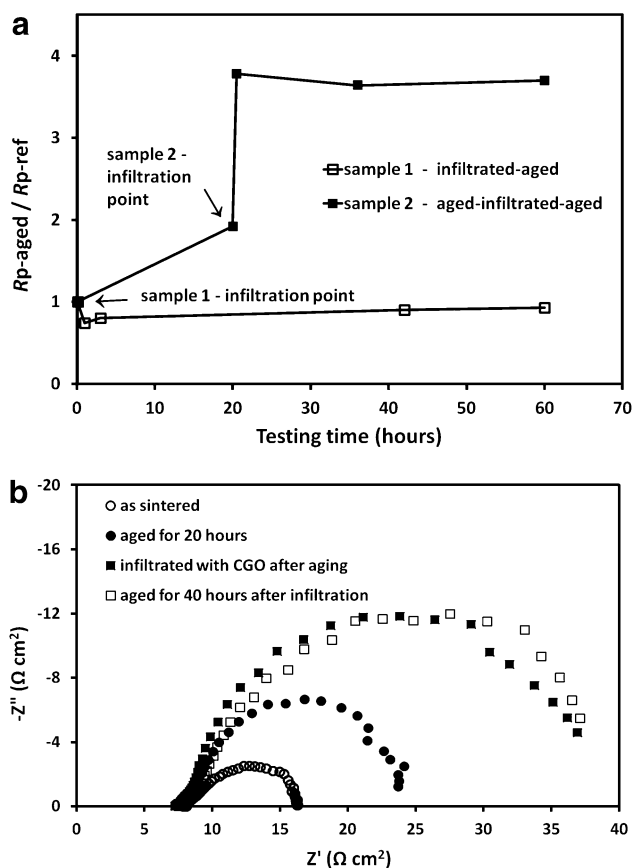 a
4
3
2
1
0
Rp-aged / Rp-ref
sample 2 -
infiltration
point
sample 1 - infiltrated-aged
sample 2 - aged-infiltrated-aged
sample 1 - infiltration point
0 10 20 30 40 50 60 70
Testing time (hours)
b
-20
-16
-12
-8
-4
0
-Z'' (Ω cm²)
as sintered
aged for 20 hours
infiltrated with CGO after aging
aged for 40 hours after infiltration
0 5 10 15 20 25 30 35 40
Z' (Ω cm²)